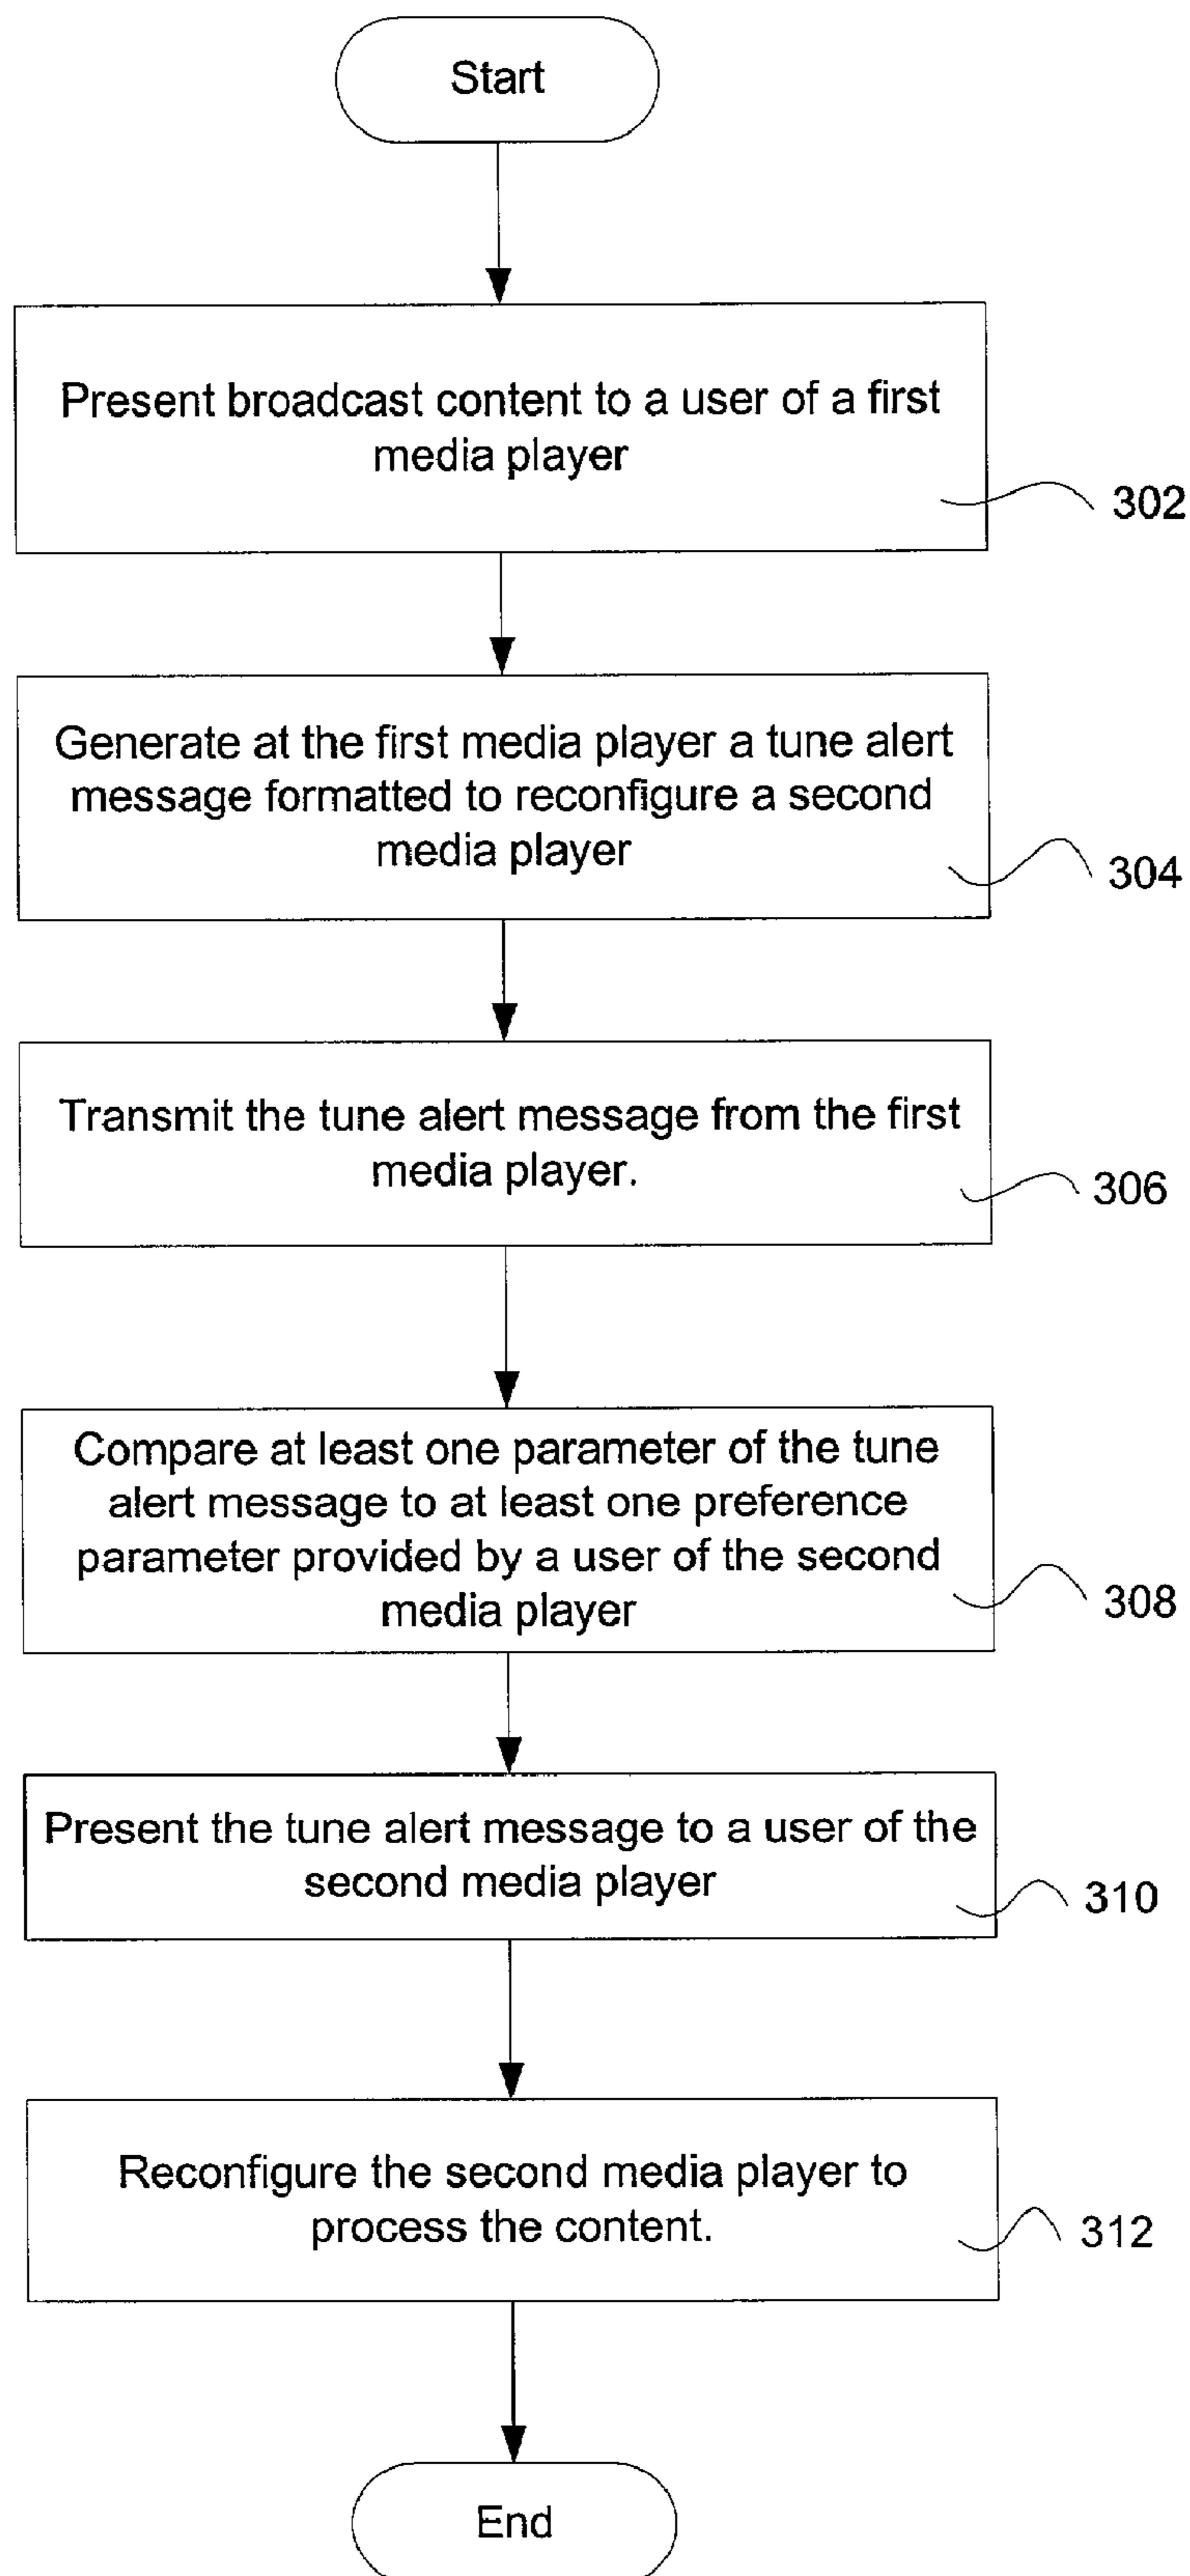 Start
Present broadcast content to a user of a first
media player
302
Generate at the first media player a tune alert
message formatted to reconfigure a second
media player
304
Transmit the tune alert message from the first
media player.
306
Compare at least one parameter of the tune
alert message to at least one preference
parameter provided by a user of the second
media player
308
Present the tune alert message to a user of the
second media player
310
Reconfigure the second media player to
process the content.
312
End